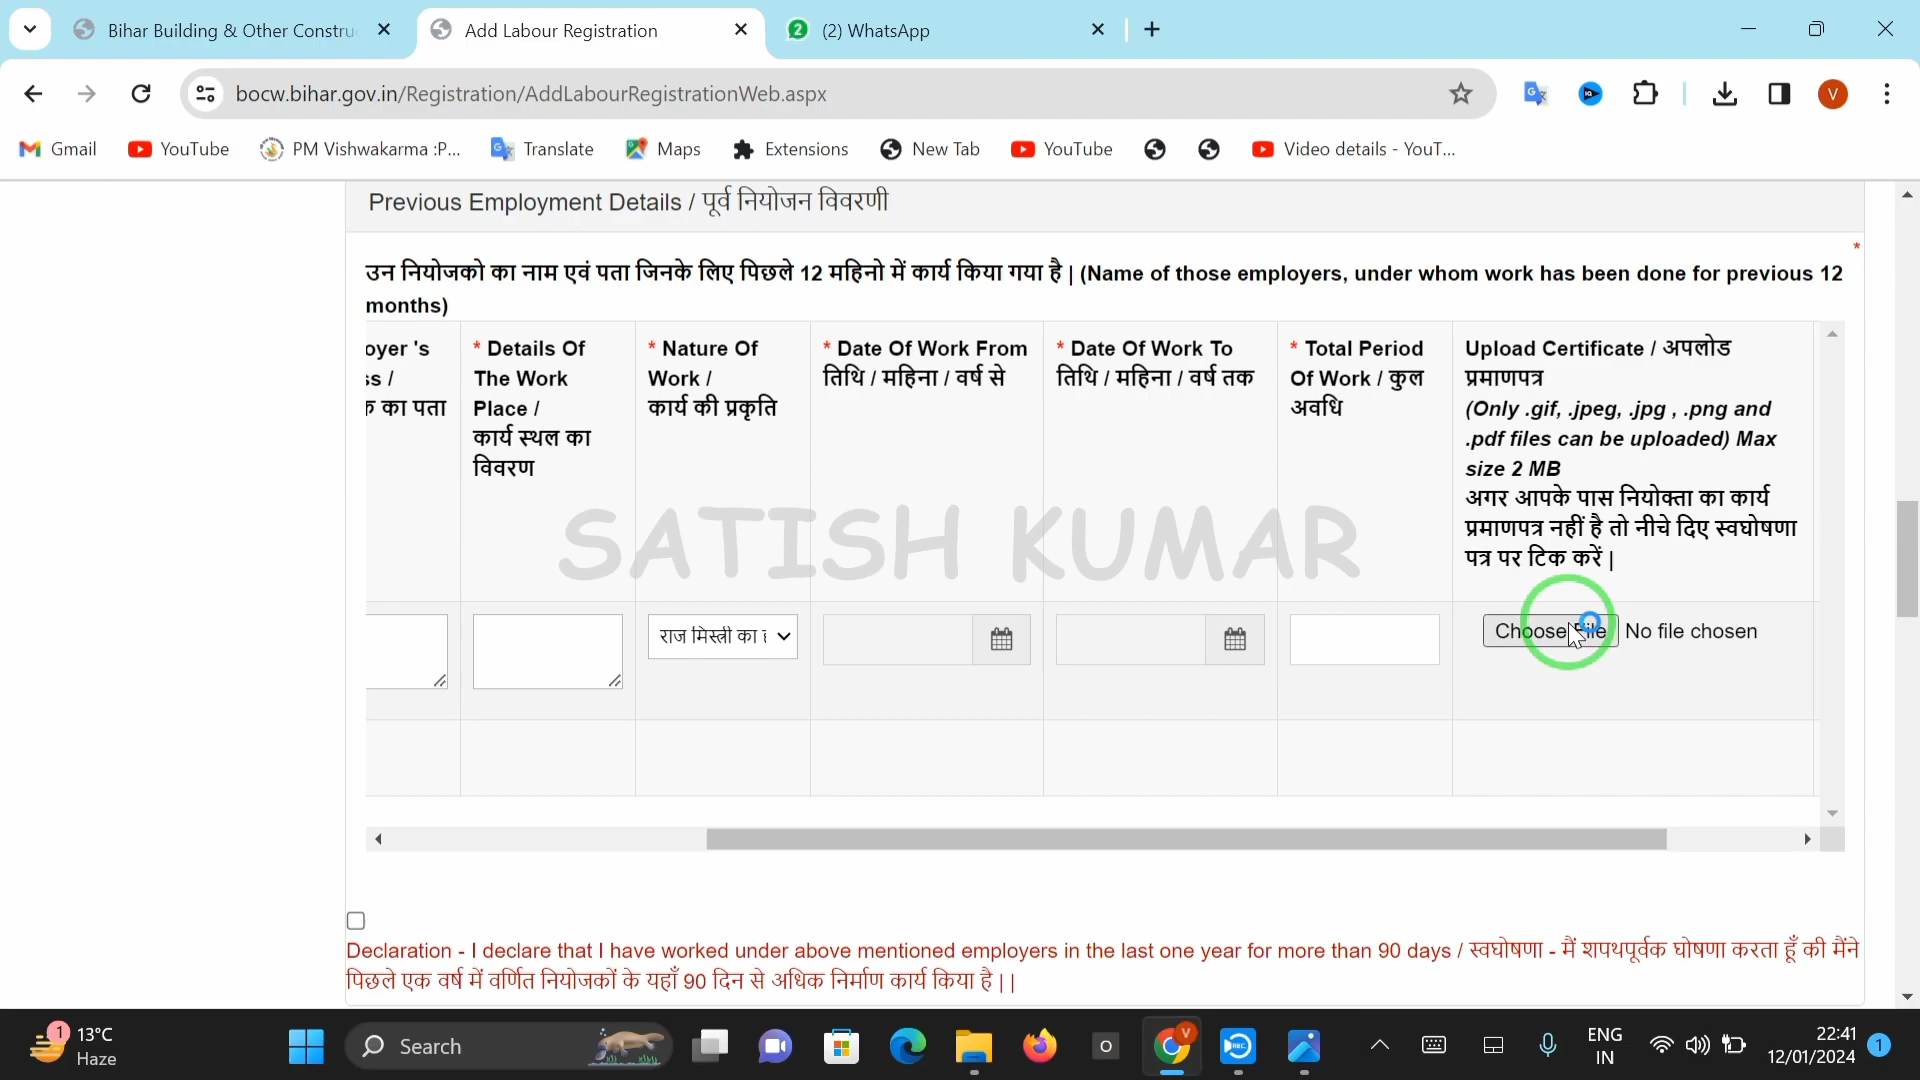 Bihar Building & Other Constru
Add Labour Registration
(2) WhatsApp
bocw.bihar.gov.in/Registration/AddLabourRegistrationWeb.aspx
V
Gmail
YouTube
PM Vishwakarma :P...
Translate
Maps
Extensions
New Tab
YouTube
Video details - YouT...
Previous Employment Details / पूर्व नियोजन विवरणी
*
उन नियोजको का नाम एवं पता जिनके लिए पिछले 12 महिनो में कार्य किया गया है | (Name of those employers, under whom work has been done for previous 12
months)
oyer 's
ss /
क का पता
* Details Of
The Work
Place /
कार्य स्थल का
विवरण
* Nature Of
Work /
कार्य की प्रकृति
* Date Of Work From
तिथि / महिना / वर्ष से
* Date Of Work To
तिथि / महिना / वर्ष तक
* Total Period
Of Work / कुल
अवधि
Upload Certificate / अपलोड
प्रमाणपत्र
(Only .gif, .jpeg, .jpg , .png and
.pdf files can be uploaded) Max
size 2 MB
अगर आपके पास नियोक्ता का कार्य
प्रमाणपत्र नहीं है तो नीचे दिए स्वघोषणा
पत्र पर टिक करें |
SATISH KUMAR
राज मिस्त्री का
Choose File No file chosen
Declaration - I declare that I have worked under above mentioned employers in the last one year for more than 90 days / स्वघोषणा - मैं शपथपूर्वक घोषणा करता हूँ की मैंने
पिछले एक वर्ष में वर्णित नियोजकों के यहाँ 90 दिन से अधिक निर्माण कार्य किया है | |
1
13°C
Haze
Search
V
REC
ENG
IN
22:41
12/01/2024
1